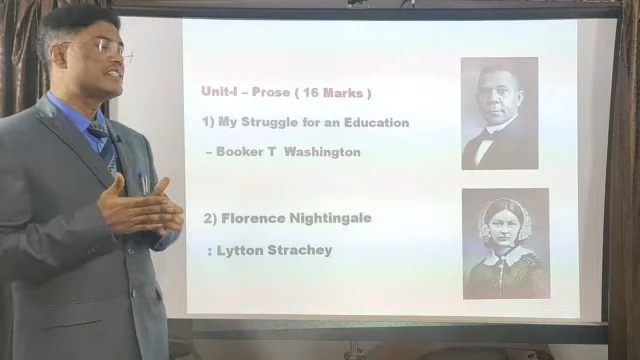 Unit-I – Prose ( 16 Marks )
1) My Struggle for an Education
– Booker T Washington
2) Florence Nightingale
: Lytton Strachey